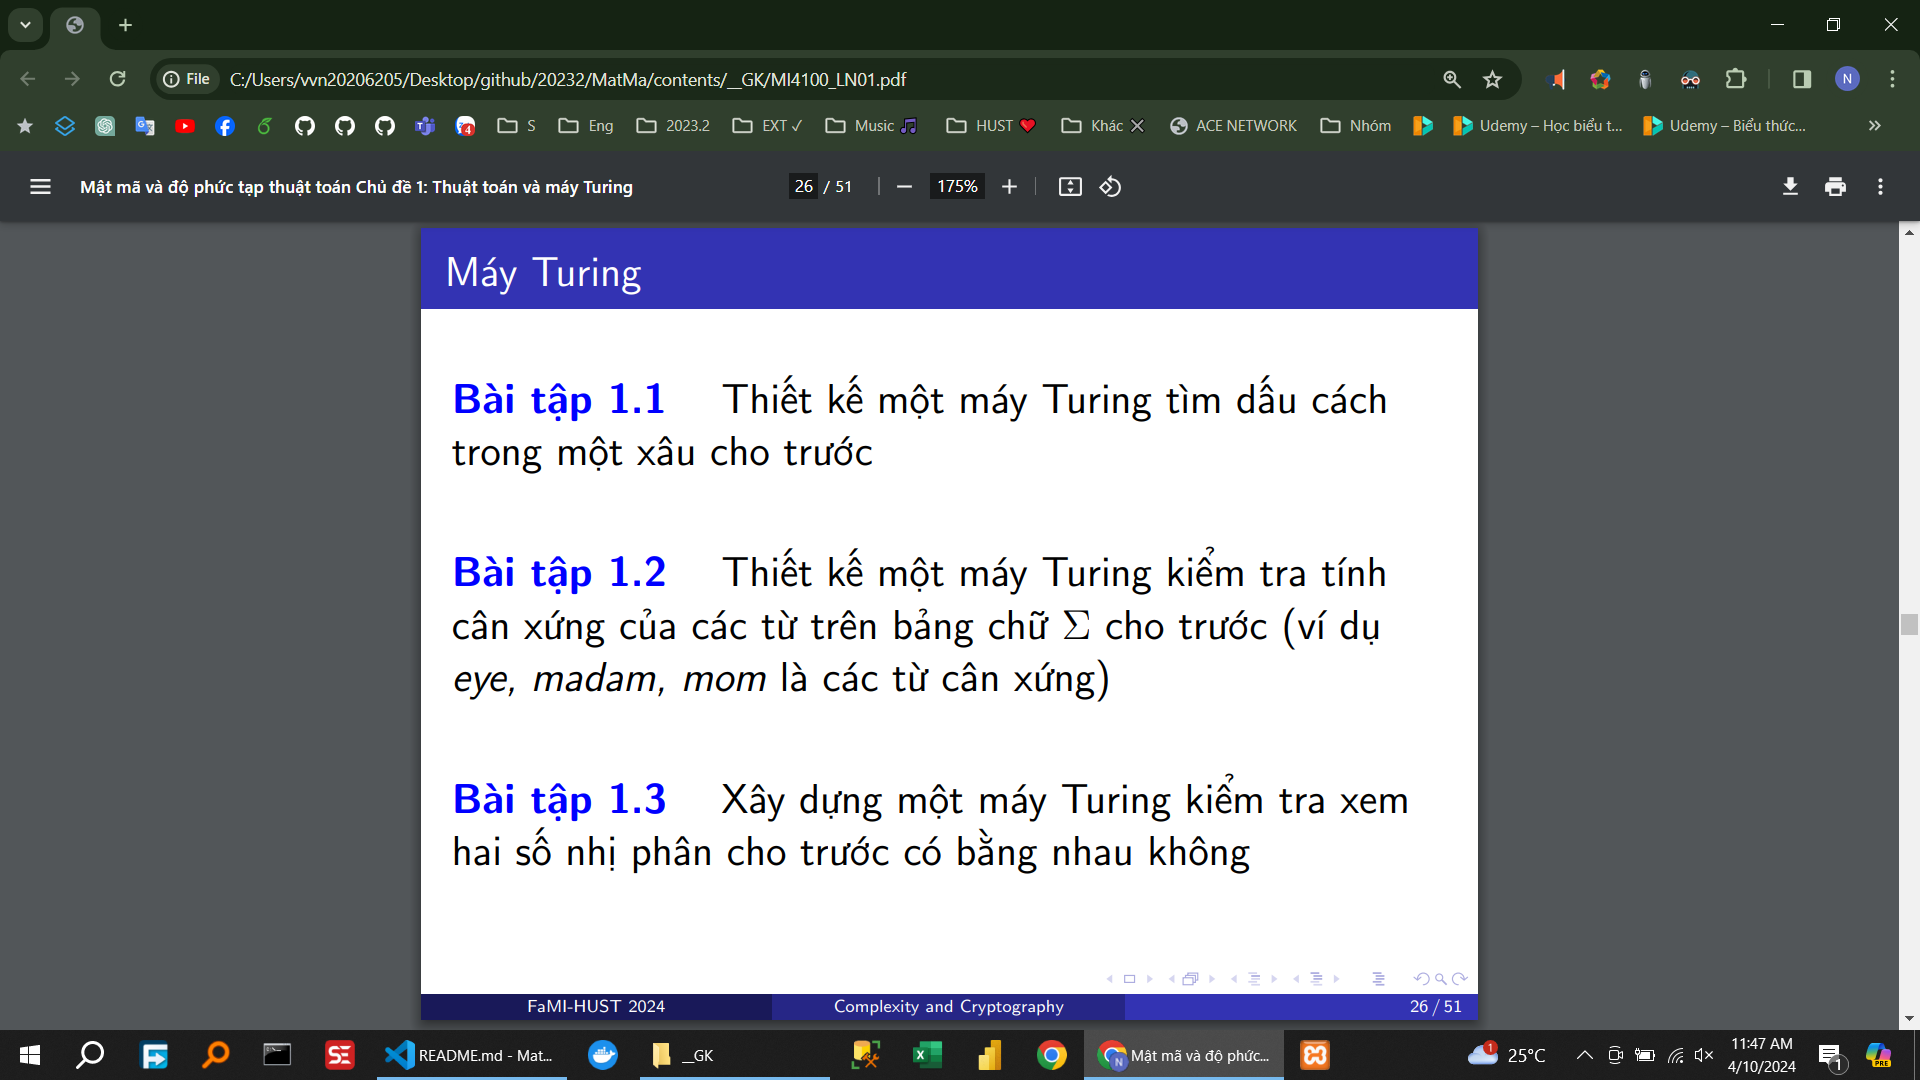 File C:/Users/vvn20206205/Desktop/github/20232/MatMa/contents/__GK/MI4100_LN01.pdf N
4 S Eng 2023.2 EXT Music HUST Khác ACE NETWORK Nhóm Udemy – Học biểu t... Udemy – Biểu thức... »
Mật mã và độ phức tạp thuật toán Chủ đề 1: Thuật toán và máy Turing 26 / 51 175%
Máy Turing
Bài tập 1.1 Thiết kế một máy Turing tìm dấu cách
trong một xâu cho trước
Bài tập 1.2 Thiết kế một máy Turing kiểm tra tính
cân xứng của các từ trên bảng chữ Σ cho trước (ví dụ
eye, madam, mom là các từ cân xứng)
Bài tập 1.3 Xây dựng một máy Turing kiểm tra xem
hai số nhị phân cho trước có bằng nhau không
FaMI-HUST 2024 Complexity and Cryptography 26 / 51
SE README.md - Mat... __GK N Mật mã và độ phức... 1 25°C 11:47 AM 1 PRE
4/10/2024